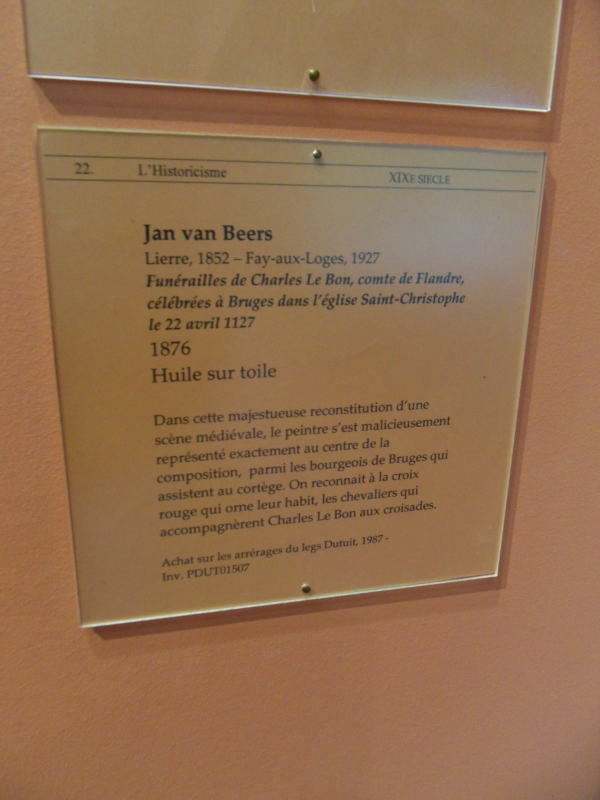 22. L'Historicisme XIXE SIECLE
Jan van Beers
Lierre, 1852 – Fay-aux-Loges, 1927
Funérailles de Charles Le Bon, comte de Flandre,
célébrées à Bruges dans l'église Saint-Christophe
le 22 avril 1127
1876
Huile sur toile
Dans cette majestueuse reconstitution d'une
scène médiévale, le peintre s'est malicieusement
représenté exactement au centre de la
composition, parmi les bourgeois de Bruges qui
assistent au cortège. On reconnait à la croix
rouge qui orne leur habit, les chevaliers qui
accompagnèrent Charles Le Bon aux croisades.
Achat sur les arrérages du legs Dutuit, 1987 -
Inv. PDUT01507